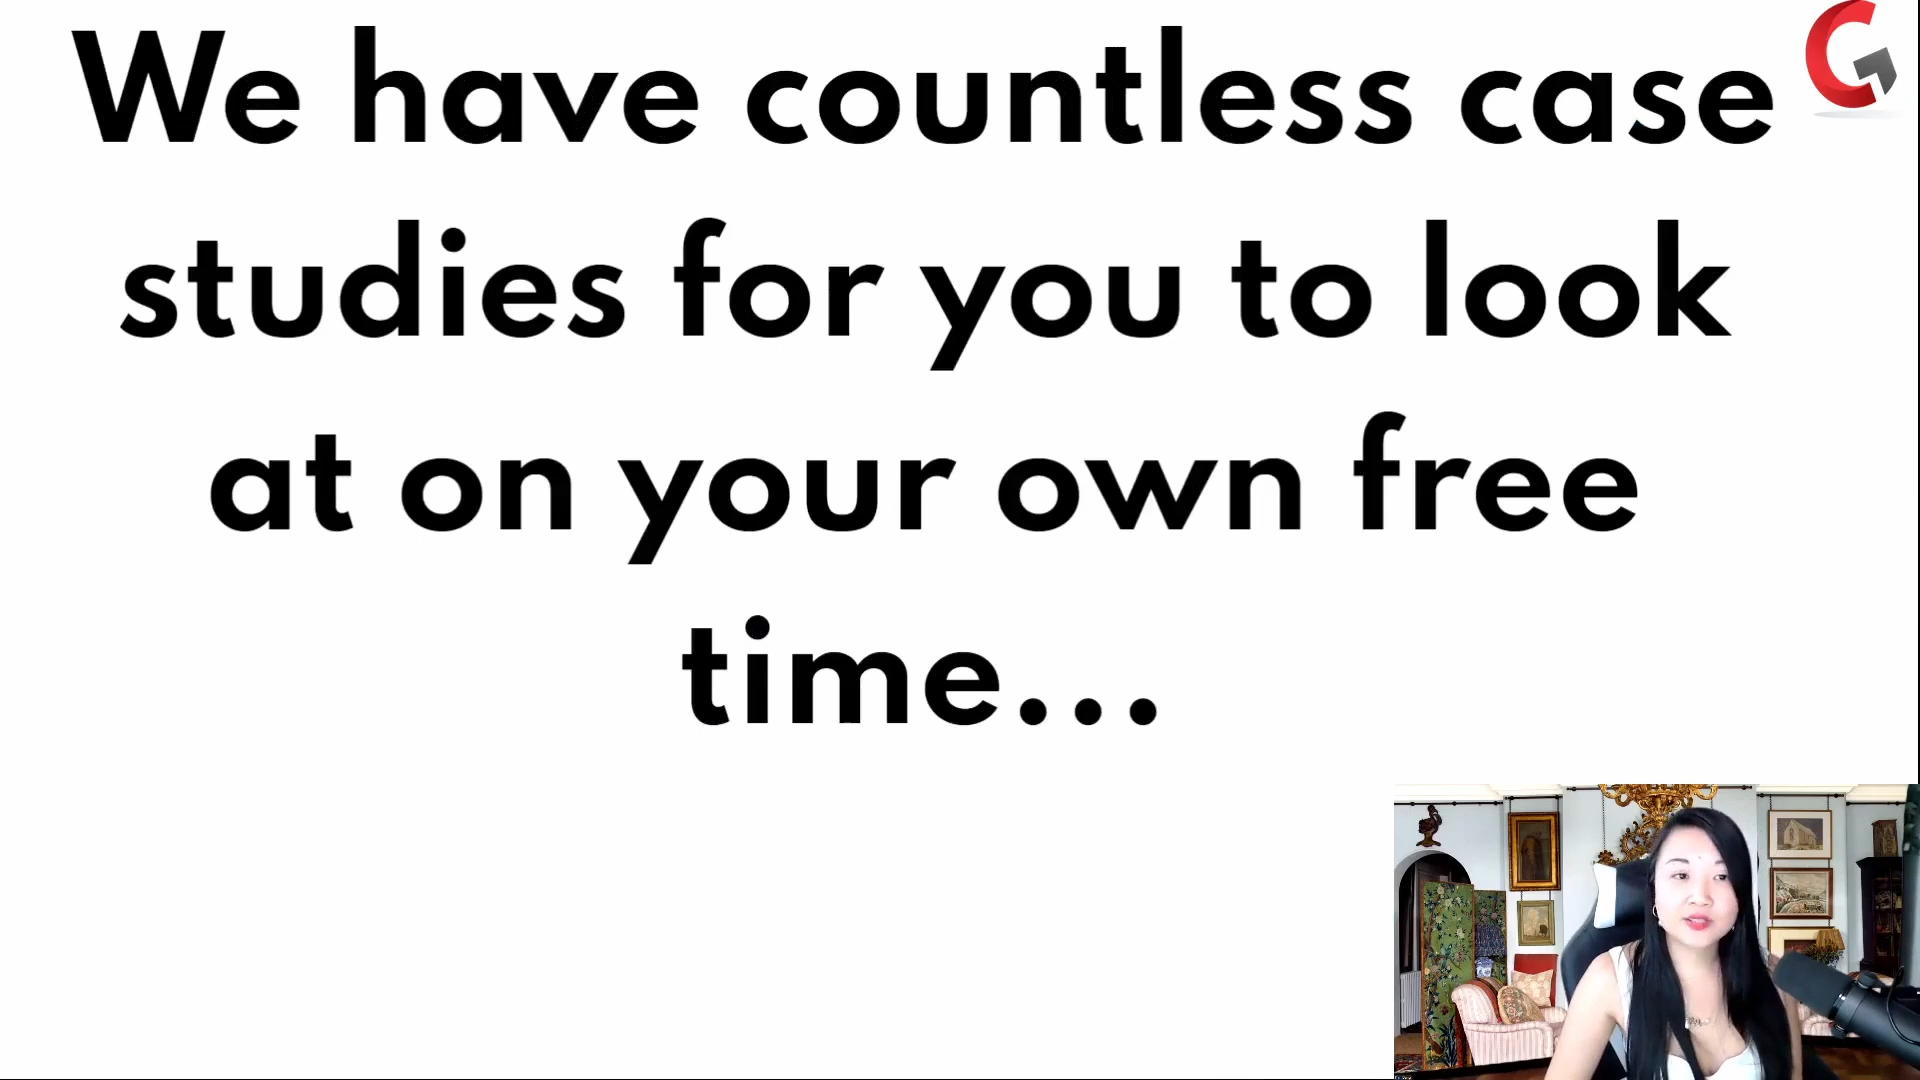 We have countless case
studies for you to look
at on your own free
time...